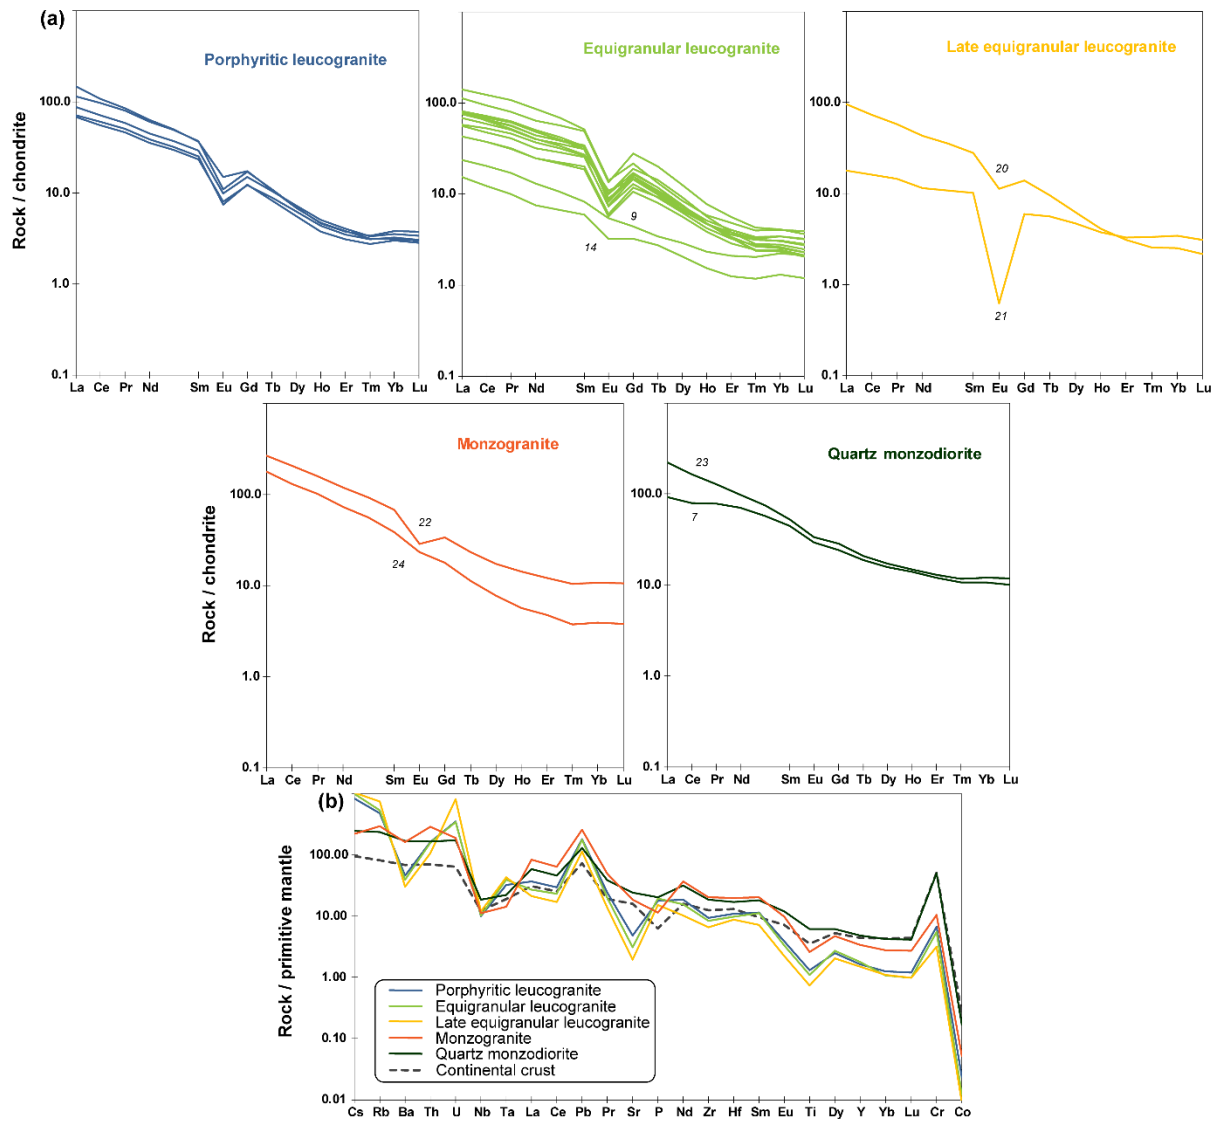 (a)
Porphyritic leucogranite
Rock / chondrite
100.0
10.0
1.0
0.1
La Ce Pr Nd Sm Eu Gd Tb Dy Ho Er Tm Yb Lu
Equigranular leucogranite
100.0
10.0
1.0
0.1
9
14
La Ce Pr Nd Sm Eu Gd Tb Dy Ho Er Tm Yb Lu
Late equigranular leucogranite
100.0
10.0
1.0
0.1
20
21
La Ce Pr Nd Sm Eu Gd Tb Dy Ho Er Tm Yb Lu
Monzogranite
Rock / chondrite
100.0
10.0
1.0
0.1
22
24
La Ce Pr Nd Sm Eu Gd Tb Dy Ho Er Tm Yb Lu
Quartz monzodiorite
100.0
10.0
1.0
0.1
23
7
La Ce Pr Nd Sm Eu Gd Tb Dy Ho Er Tm Yb Lu
(b)
Rock / primitive mantle
100.00
10.00
1.00
0.10
0.01
Porphyritic leucogranite
Equigranular leucogranite
Late equigranular leucogranite
Monzogranite
Quartz monzodiorite
Continental crust
Cs Rb Ba Th U Nb Ta La Ce Pb Pr Sr P Nd Zr Hf Sm Eu Ti Dy Y Yb Lu Cr Co